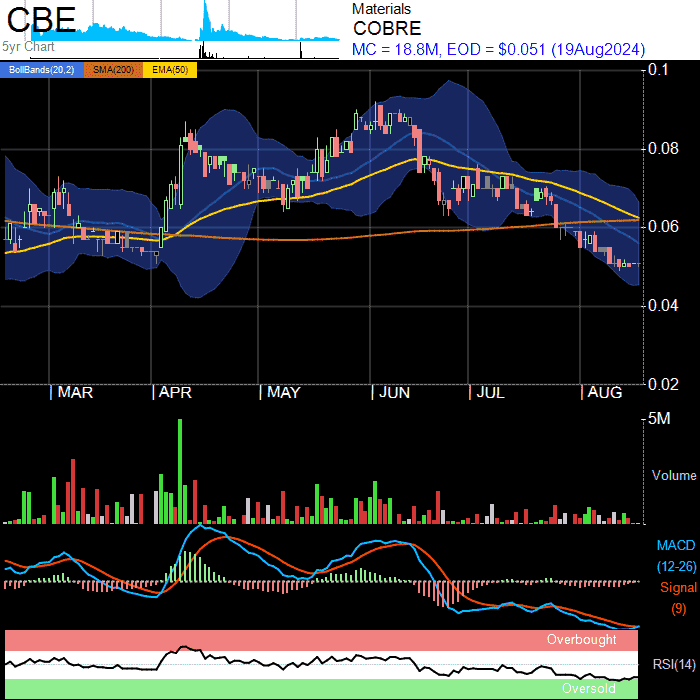 CBE
5yr Chart
Materials
COBRE
MC = 18.8M, EOD = $0.051 (19Aug2024)
BollBands(20,2) SMA(200) EMA(50)
0.1
0.08
0.06
0.04
0.02
MAR APR MAY JUN JUL AUG
5M
Volume
MACD
(12-26)
Signal
(9)
Overbought
RSI(14)
Oversold